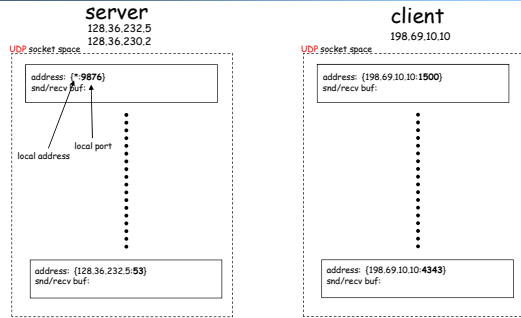 server
128.36.232.5
128.36.230.2
UDP socket space
address: {*:9876}
snd/recv buf:
local address
local port
address: {128.36.232.5:53}
snd/recv buf:
client
198.69.10.10
UDP socket space
address: {198.69.10.10:1500}
snd/recv buf:
address: {198.69.10.10:4343}
snd/recv buf: